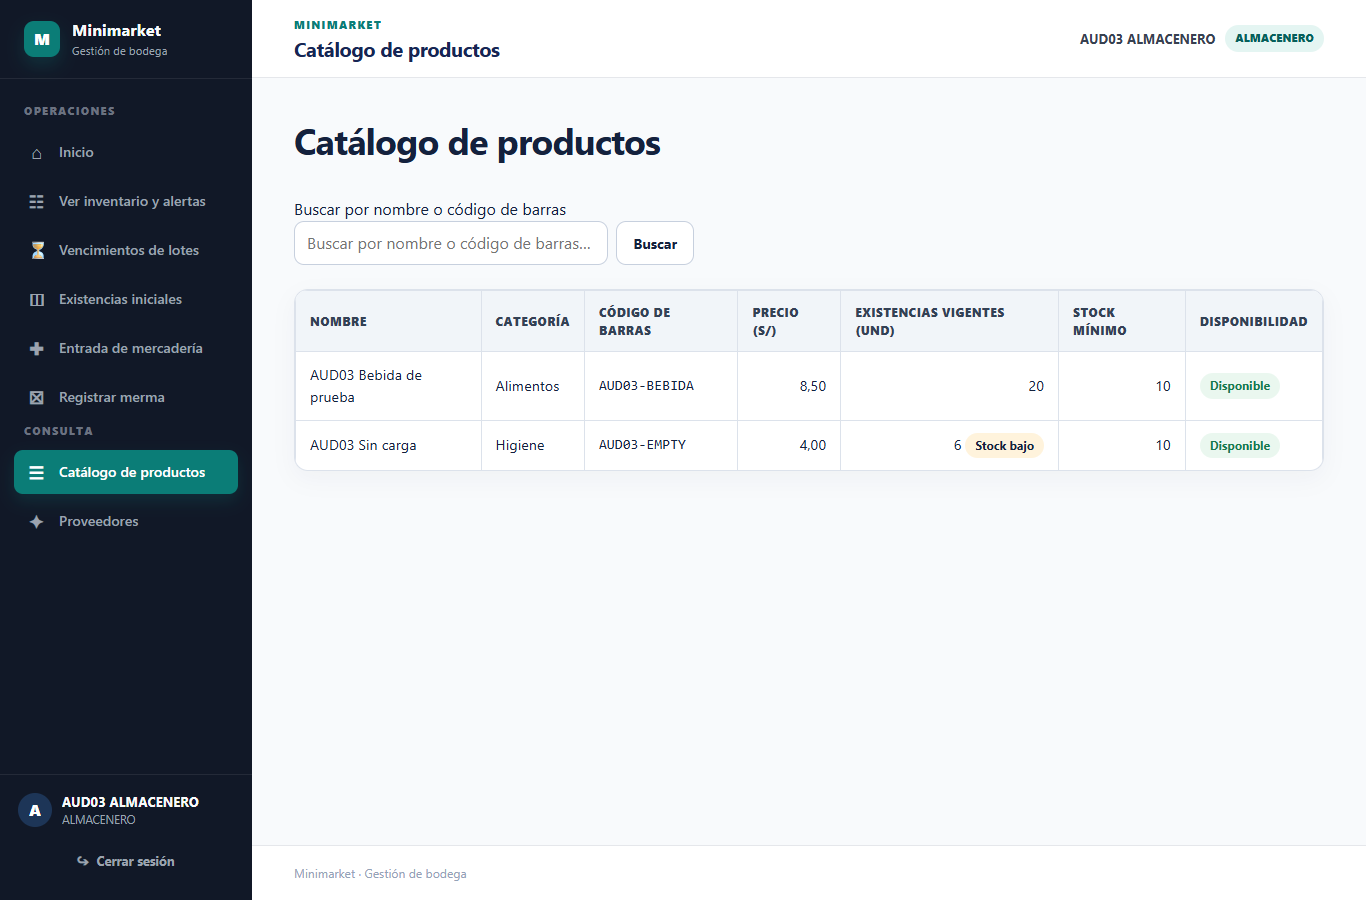 M
Minimarket
Gestión de bodega
OPERACIONES
Inicio
Ver inventario y alertas
Vencimientos de lotes
Existencias iniciales
Entrada de mercadería
Registrar merma
CONSULTA
Catálogo de productos
Proveedores
A
AUD03 ALMACENERO
ALMACENERO
Cerrar sesión
MINIMARKET
Catálogo de productos
AUD03 ALMACENERO
ALMACENERO
Catálogo de productos
Buscar por nombre o código de barras
Buscar por nombre o código de barras...
Buscar
NOMBRE
CATEGORÍA
CÓDIGO DE
BARRAS
PRECIO
(S/)
EXISTENCIAS VIGENTES
(UND)
STOCK
MÍNIMO
DISPONIBILIDAD
AUD03 Bebida de
prueba
Alimentos
AUD03-BEBIDA
8,50
20
10
Disponible
AUD03 Sin carga
Higiene
AUD03-EMPTY
4,00
6 Stock bajo
10
Disponible
Minimarket · Gestión de bodega